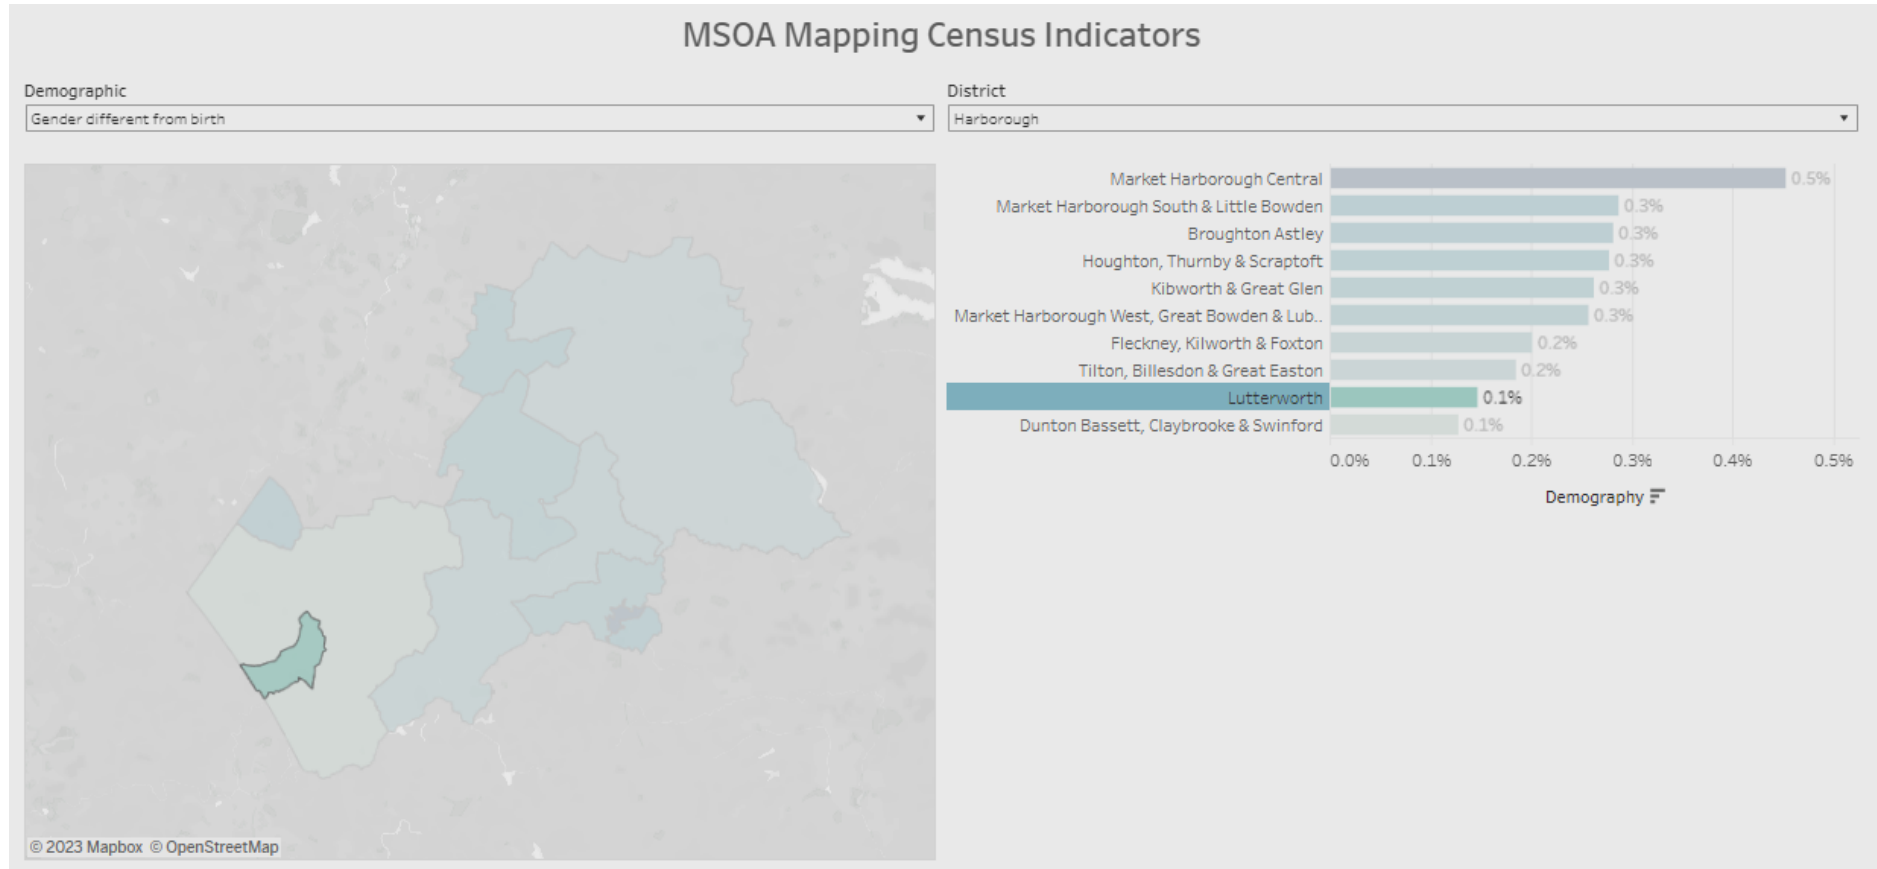 MSOA Mapping Census Indicators
Demographic
Gender different from birth
District
Harborough
Market Harborough Central 0.5%
Market Harborough South & Little Bowden 0.3%
Broughton Astley 0.3%
Houghton, Thurnby & Scraptoft 0.3%
Kibworth & Great Glen 0.3%
Market Harborough West, Great Bowden & Lub.. 0.3%
Fleckney, Kilworth & Foxton 0.2%
Tilton, Billesdon & Great Easton 0.2%
Lutterworth 0.1%
Dunton Bassett, Claybrooke & Swinford 0.1%
0.0% 0.1% 0.2% 0.3% 0.4% 0.5%
Demography
© 2023 Mapbox © OpenStreetMap